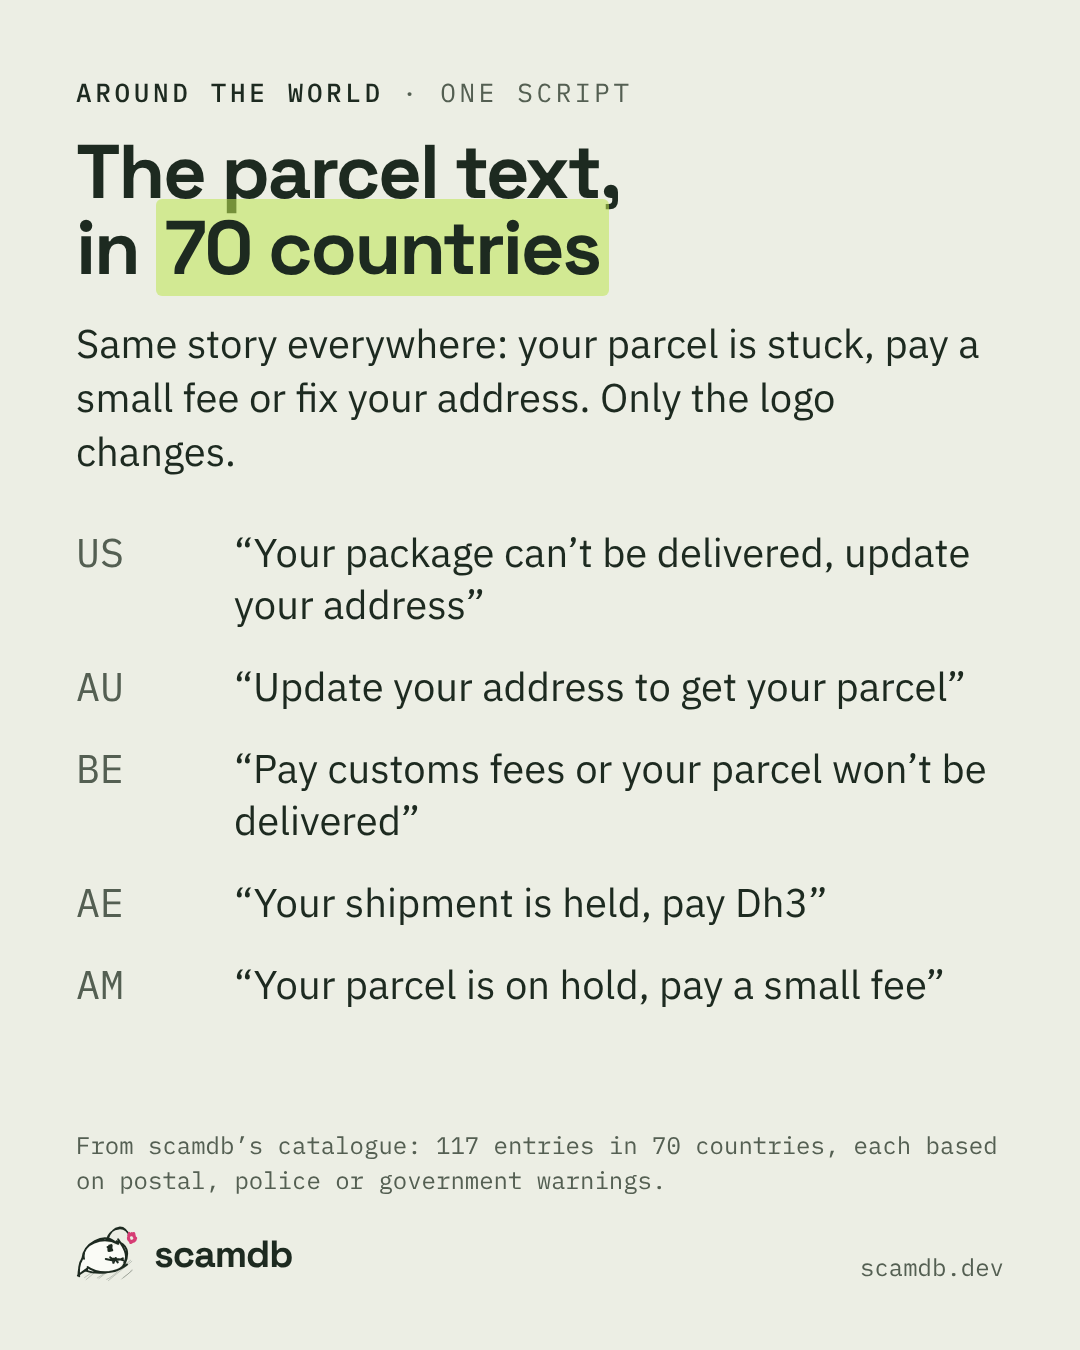 AROUND THE WORLD · ONE SCRIPT
The parcel text,
in 70 countries
Same story everywhere: your parcel is stuck, pay a
small fee or fix your address. Only the logo
changes.
US “Your package can’t be delivered, update
your address”
AU “Update your address to get your parcel”
BE “Pay customs fees or your parcel won’t be
delivered”
AE “Your shipment is held, pay Dh3”
AM “Your parcel is on hold, pay a small fee”
From scamdb’s catalogue: 117 entries in 70 countries, each based
on postal, police or government warnings.
scamdb
scamdb.dev